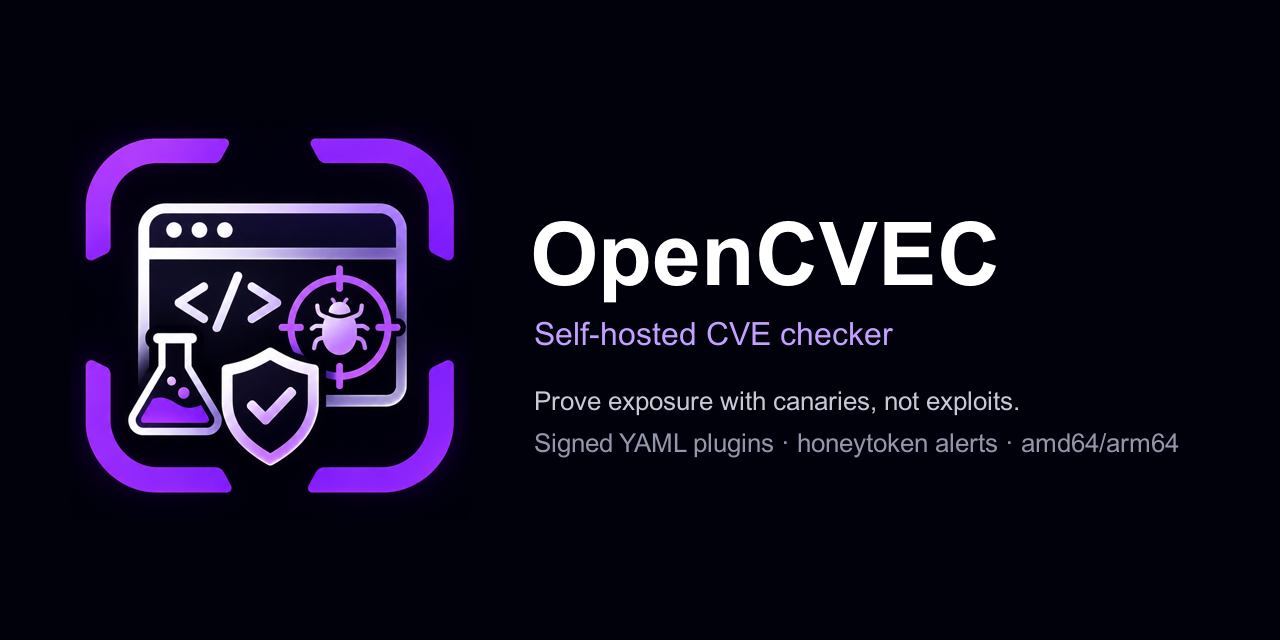 </>
OpenCVEC
Self-hosted CVE checker
Prove exposure with canaries, not exploits.
Signed YAML plugins · honeytoken alerts · amd64/arm64